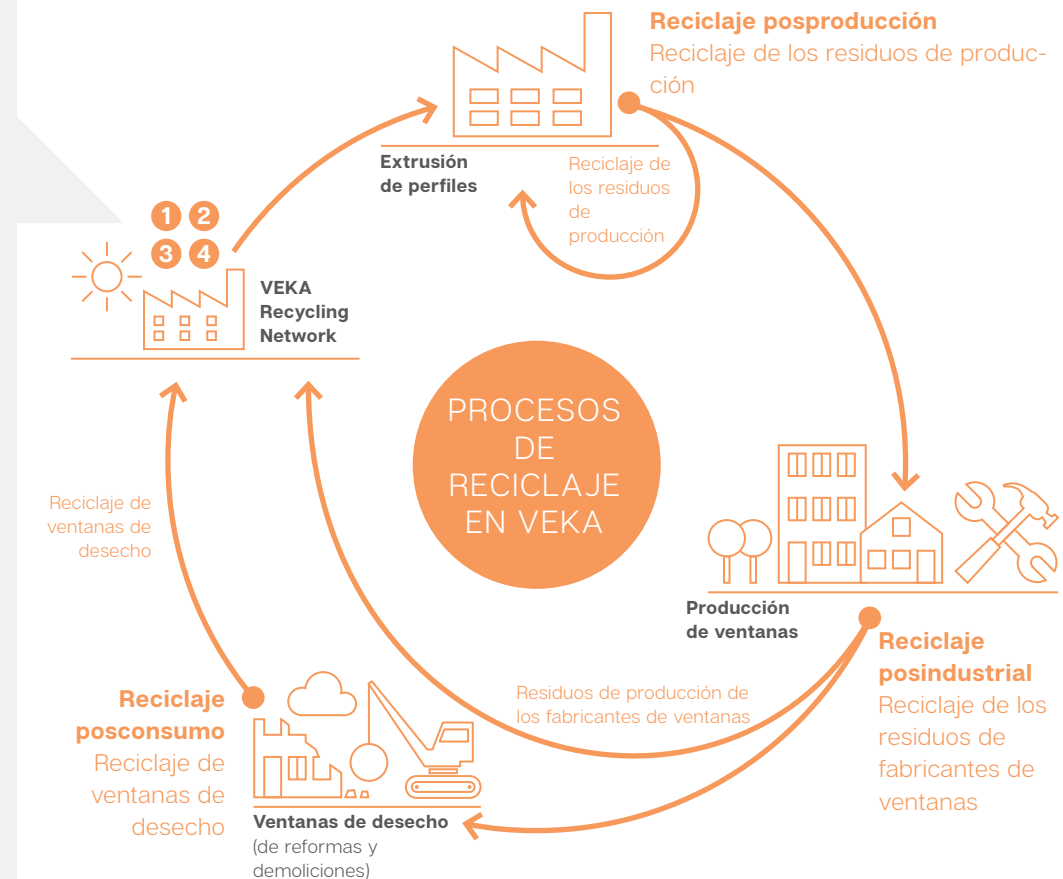 Reciclaje posproducción
Reciclaje de los residuos de produc-
ción
Extrusión
de perfiles
Reciclaje de
los residuos
de
producción
1 2
3 4
VEKA
Recycling
Network
PROCESOS
DE
RECICLAJE
EN VEKA
Reciclaje de
ventanas de
desecho
Producción
de ventanas
Reciclaje
posindustrial
Reciclaje de los
residuos de
fabricantes de
ventanas
Residuos de producción de
los fabricantes de ventanas
Reciclaje
posconsumo
Reciclaje de
ventanas de
desecho
Ventanas de desecho
(de reformas y
demoliciones)